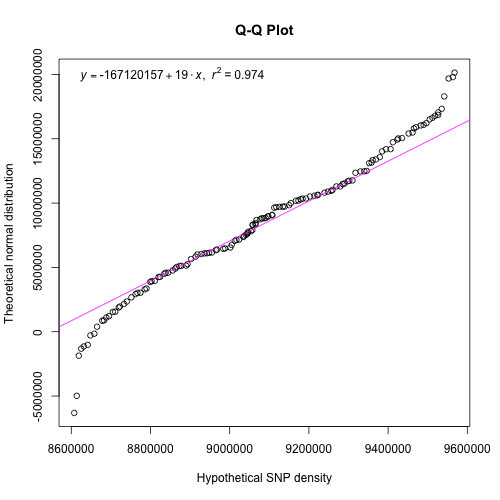 Q-Q Plot
y = -167120157 + 19 · x, r² = 0.974
20000000
15000000
10000000
5000000
0
-5000000
Theoretical normal distribution
8600000 8800000 9000000 9200000 9400000 9600000
Hypothetical SNP density